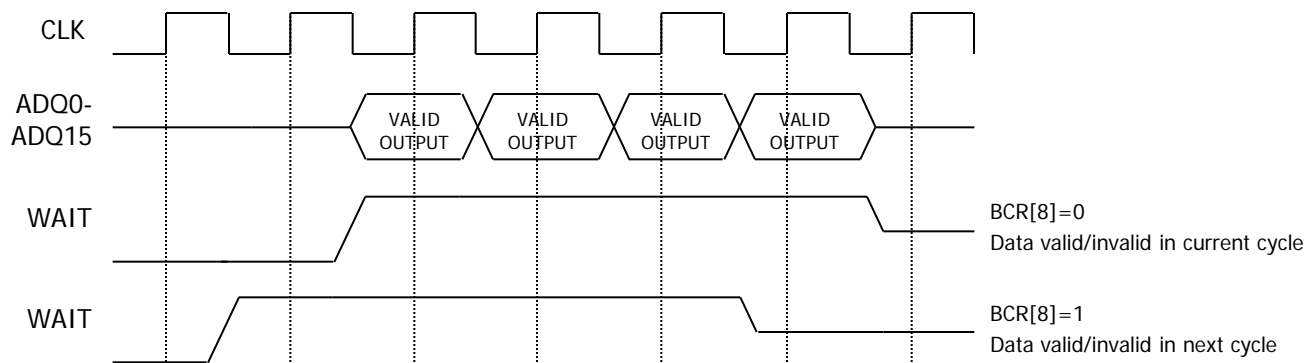 CLK
ADQ0-
ADQ15
VALID
OUTPUT
VALID
OUTPUT
VALID
OUTPUT
VALID
OUTPUT
WAIT
BCR[8]=0
Data valid/invalid in current cycle
WAIT
BCR[8]=1
Data valid/invalid in next cycle